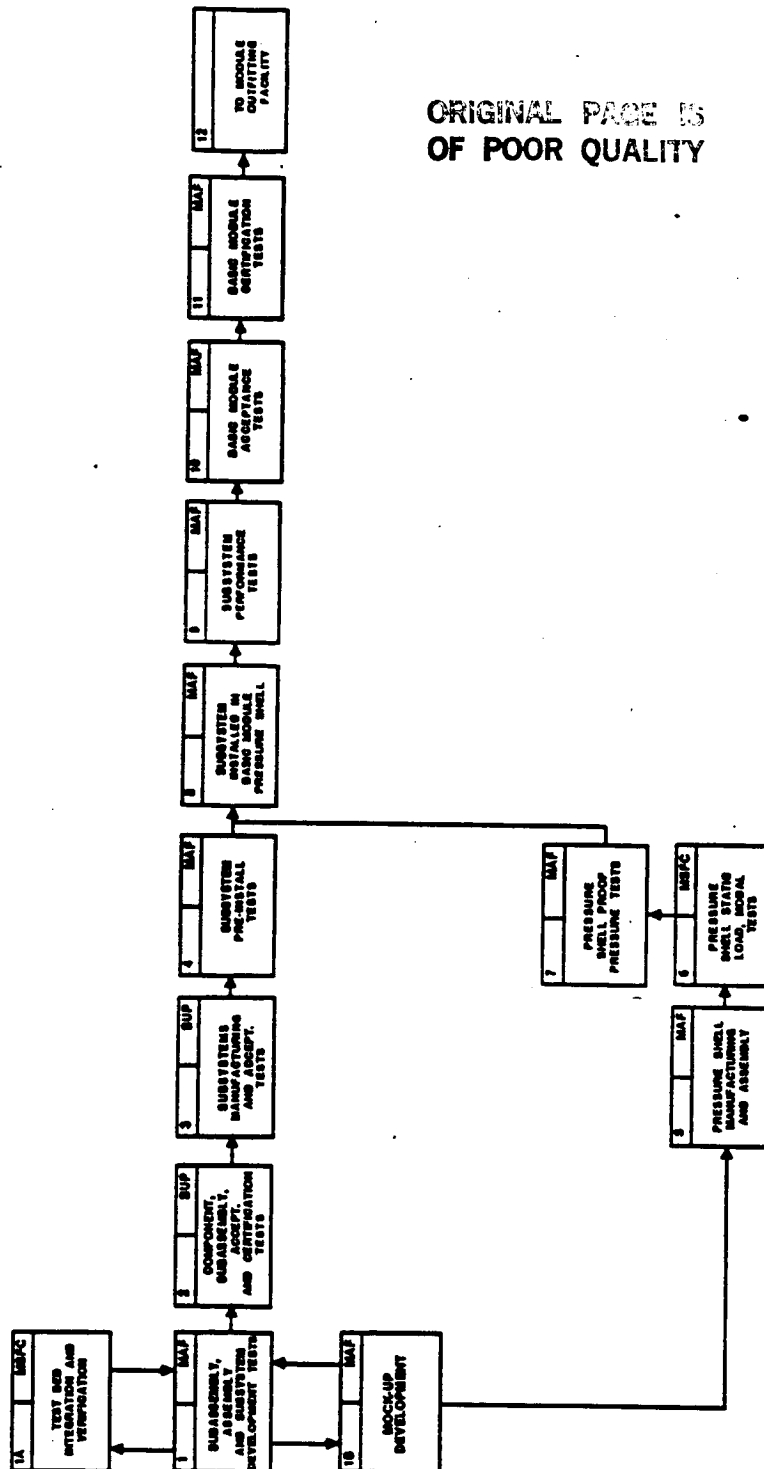 ORIGINAL PAGE IS
OF POOR QUALITY
1A MSFC
TEST BED
INTEGRATION AND
VERIFICATION
1 MAF
SUBASSEMBLY,
ASSEMBLY
AND SUBSYSTEM
DEVELOPMENT TESTS
1B MAF
MOCK-UP
DEVELOPMENT
2 SUP
COMPONENT,
SUBASSEMBLY,
ACCEPT.
AND CERTIFICATION
TESTS
3 SUP
SUBSYSTEMS
MANUFACTURING
AND ACCEPT.
TESTS
4 MAF
SUBSYSTEM
PRE-INSTALL
TESTS
5 MAF
PRESSURE SHELL
MANUFACTURING
AND ASSEMBLY
6 MSFC
PRESSURE
SHELL STATIC
LOAD, MODAL
TESTS
7 MAF
PRESSURE
SHELL PROOF
PRESSURE TESTS
8 MAF
SUBSYSTEM
INSTALLED IN
BASIC MODULE
PRESSURE SHELL
9 MAF
SUBSYSTEM
PERFORMANCE
TESTS
10 MAF
BASIC MODULE
ACCEPTANCE
TESTS
11 MAF
BASIC MODULE
CERTIFICATION
TESTS
12
TO MODULE
OUTFITTING
FACILITY